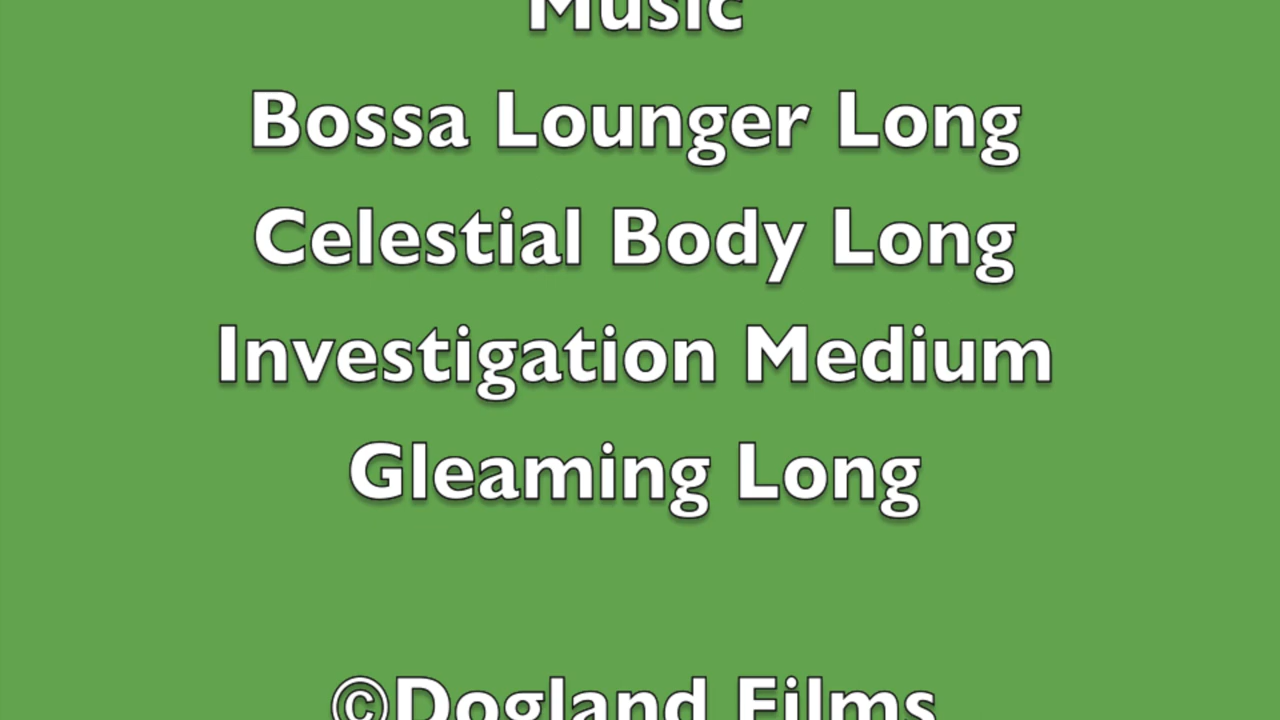 Music
Bossa Lounger Long
Celestial Body Long
Investigation Medium
Gleaming Long
©Dogland Films